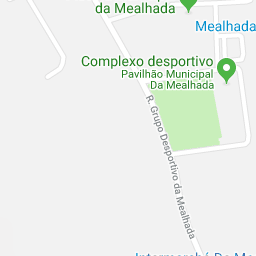 da Mealhada
Mealhada
Complexo desportivo
Pavilhão Municipal
Da Mealhada
R. Grupo Desportivo da Mealhada